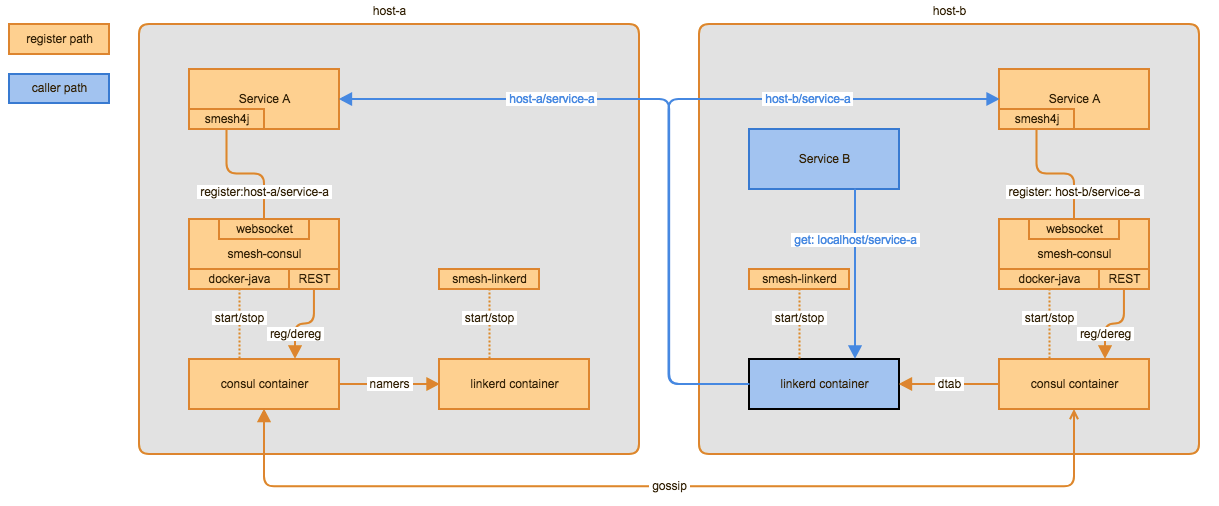 host-a
host-b
register path
caller path
Service A
smesh4j
host-a/service-a
host-b/service-a
Service A
smesh4j
Service B
register:host-a/service-a
register: host-b/service-a
websocket
smesh-consul
docker-java
REST
get: localhost/service-a
websocket
smesh-consul
docker-java
REST
smesh-linkerd
smesh-linkerd
start/stop
reg/dereg
start/stop
start/stop
start/stop
reg/dereg
consul container
namers
linkerd container
linkerd container
dtab
consul container
gossip